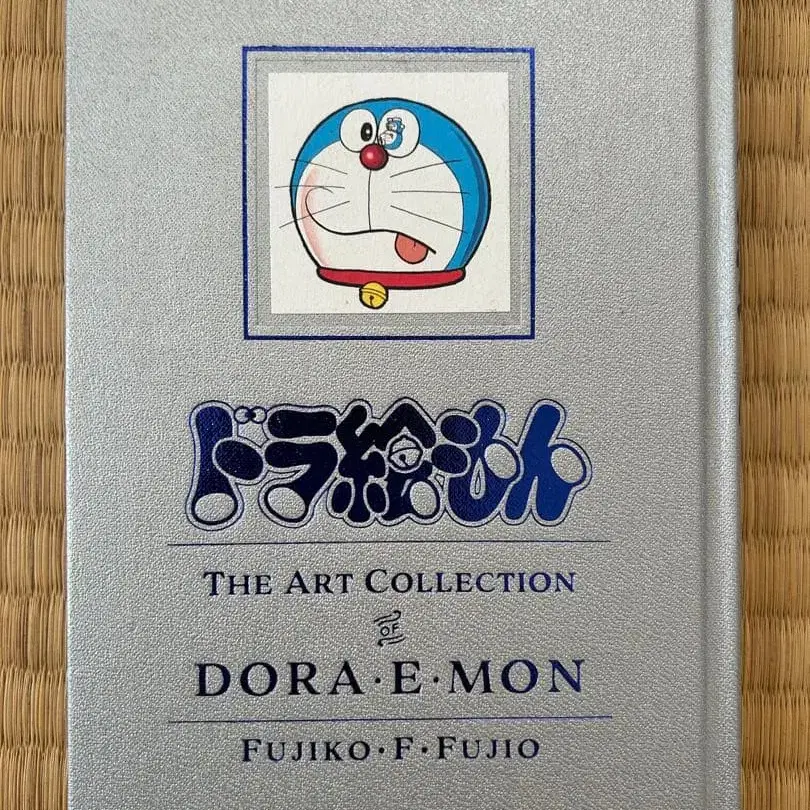 ドラ絵もん
THE ART COLLECTION
OF
DORA·E·MON
FUJIKO·F·FUJIO